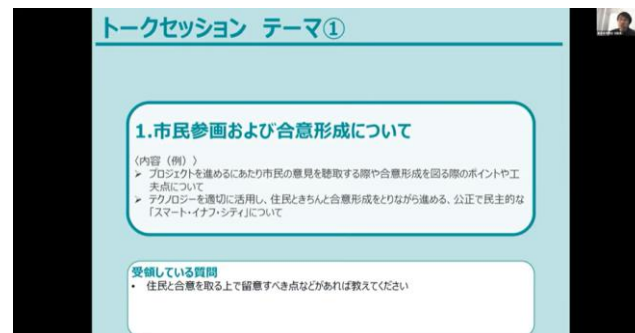 トークセッション テーマ①
1.市民参画および合意形成について
〈内容（例）〉
➢ プロジェクトを進めるにあたり市民の意見を聴取する際や合意形成を図る際のポイントや工
夫点について
➢ テクノロジーを適切に活用し、住民ときちんと合意形成をとりながら進める、公正で民主的な
「スマート・イナフ・シティ」について
受領している質問
• 住民と合意を取る上で留意すべき点などがあれば教えてください